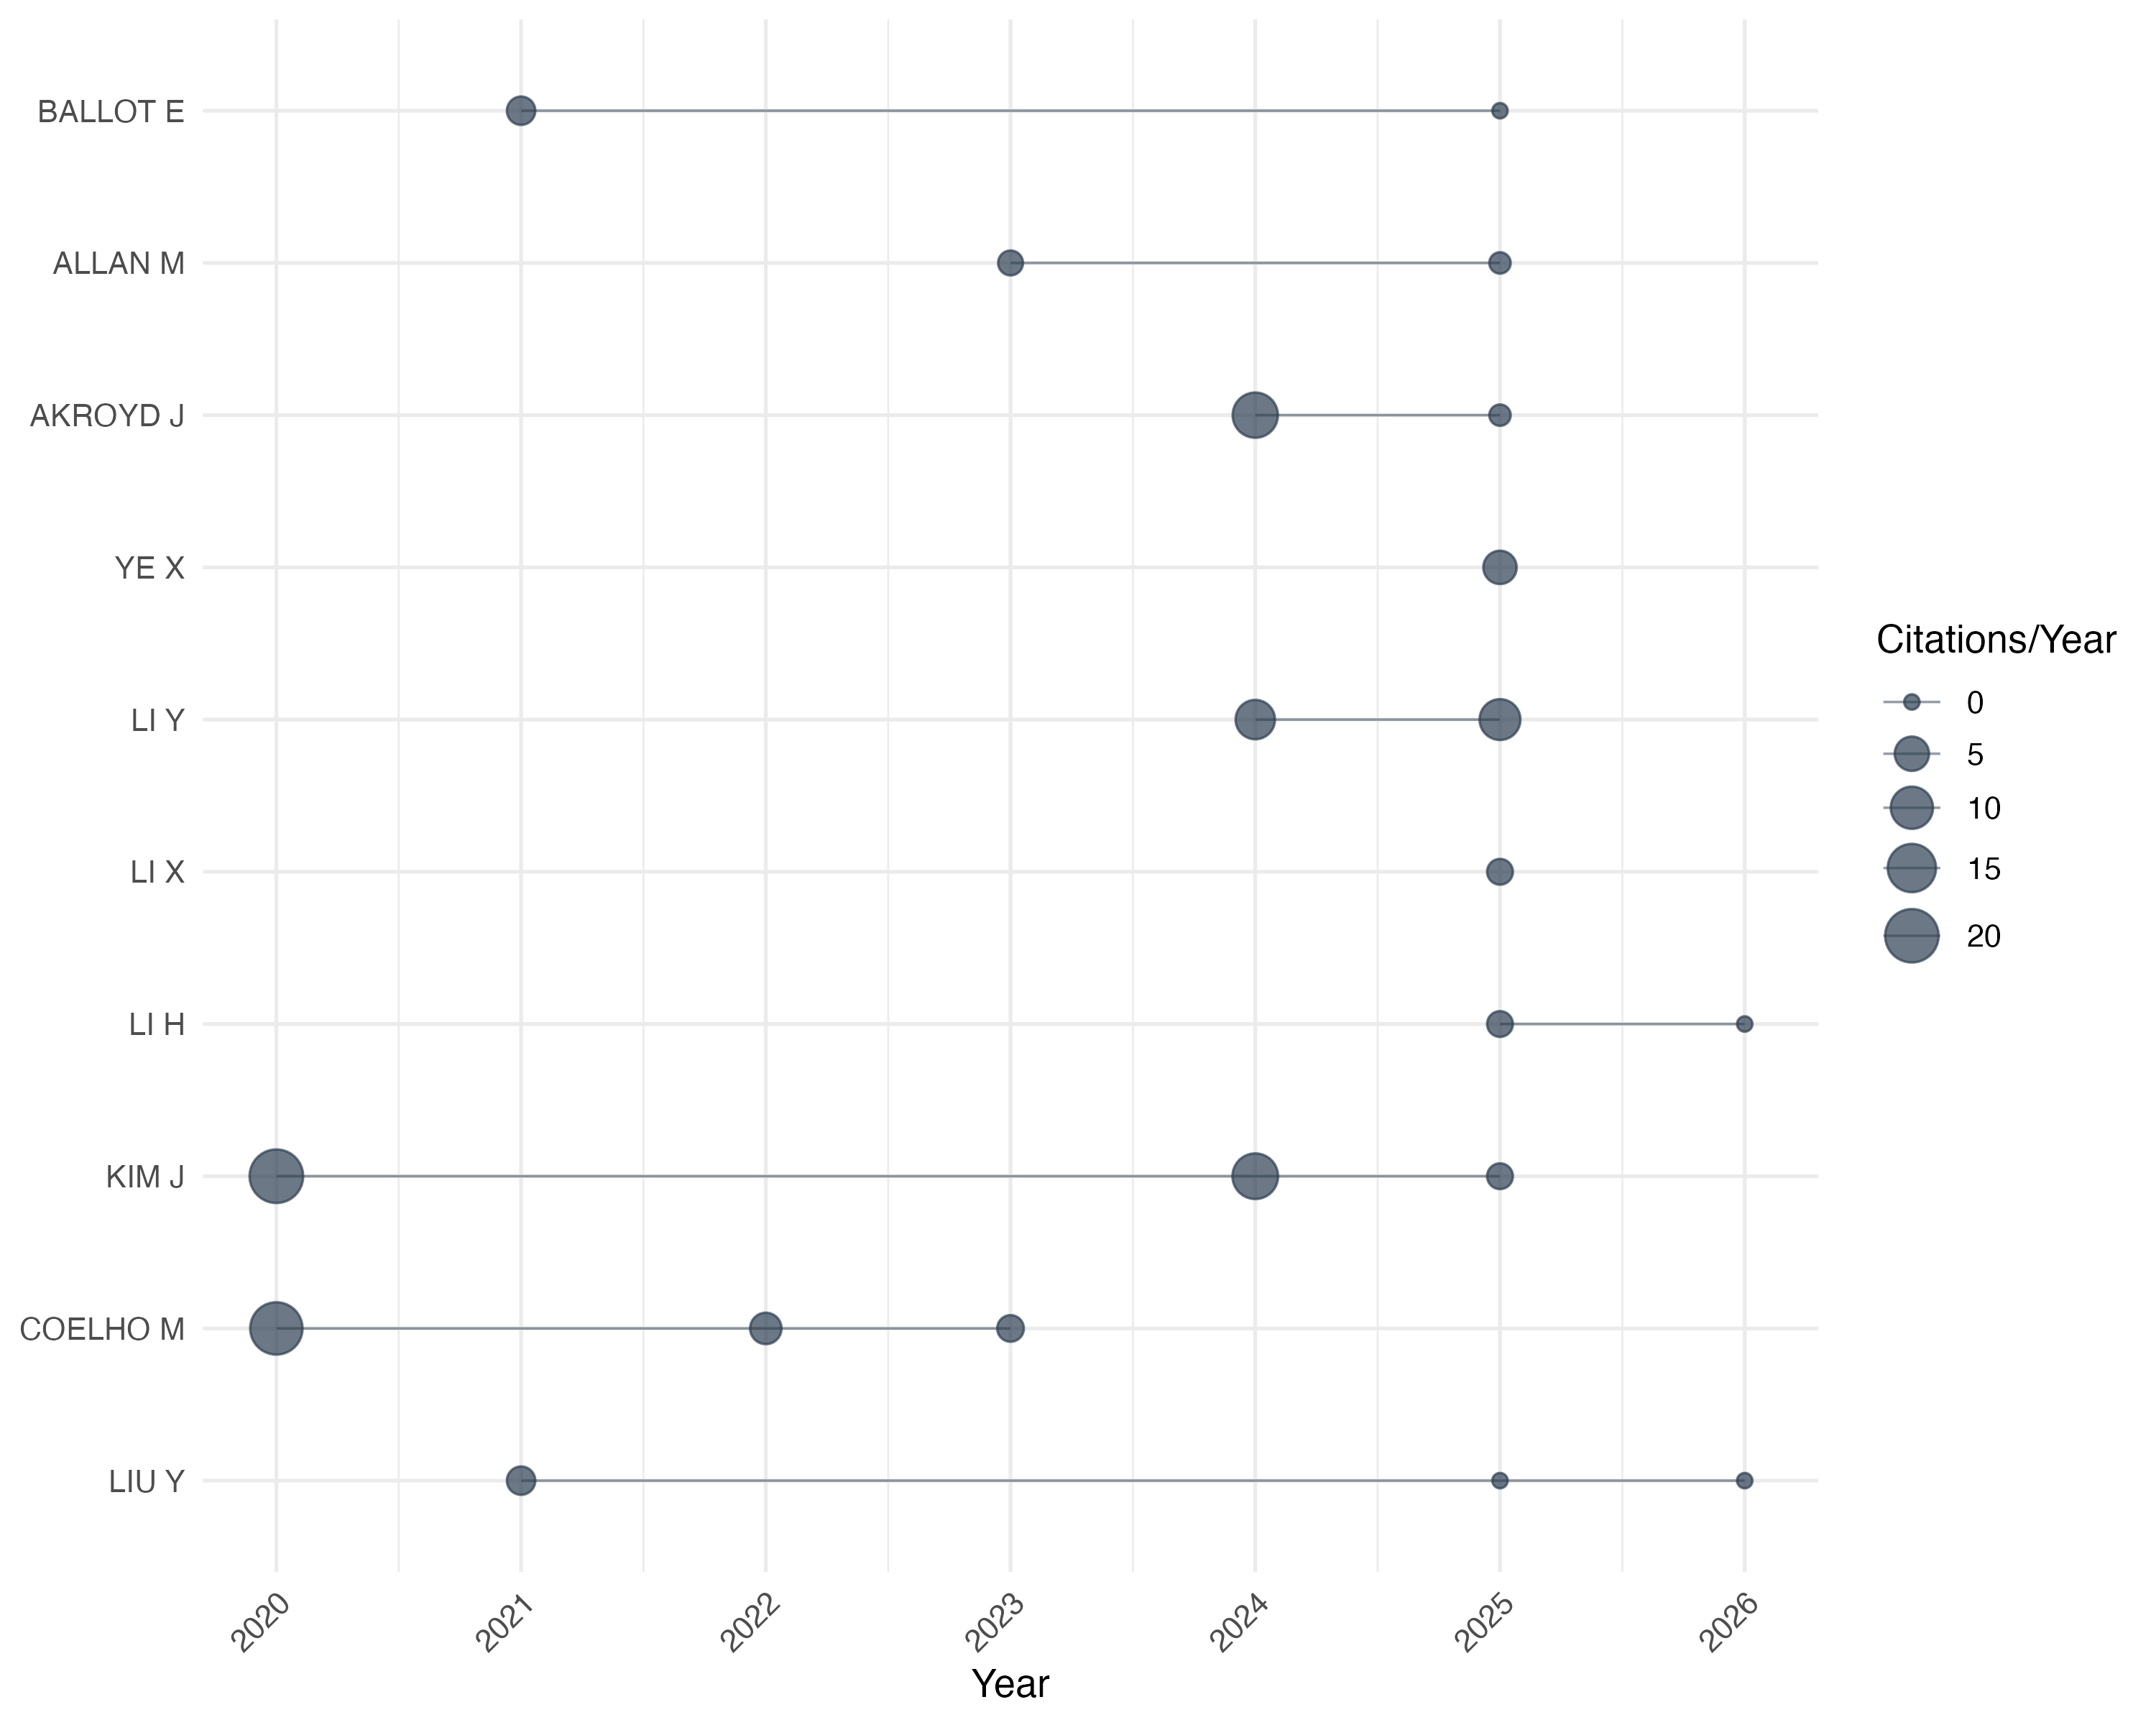 BALLOT E
ALLAN M
AKROYD J
YE X
LI Y
LI X
LI H
KIM J
COELHO M
LIU Y
2020 2021 2022 2023 2024 2025 2026
Year
Citations/Year
0
5
10
15
20